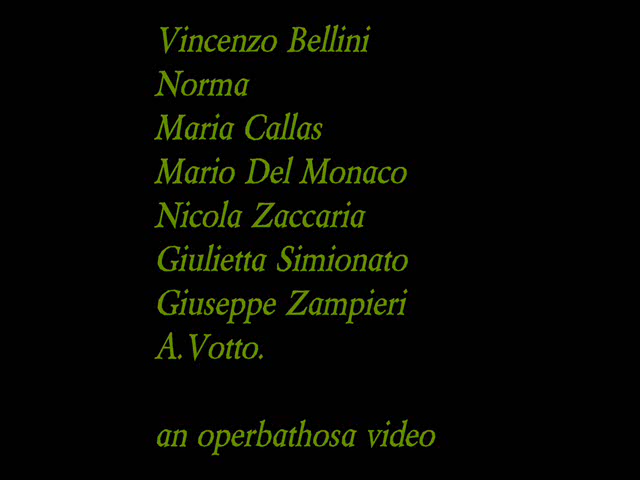 Vincenzo Bellini
Norma
Maria Callas
Mario Del Monaco
Nicola Zaccaria
Giulietta Simionato
Giuseppe Zampieri
A.Votto.
an operbathosa video